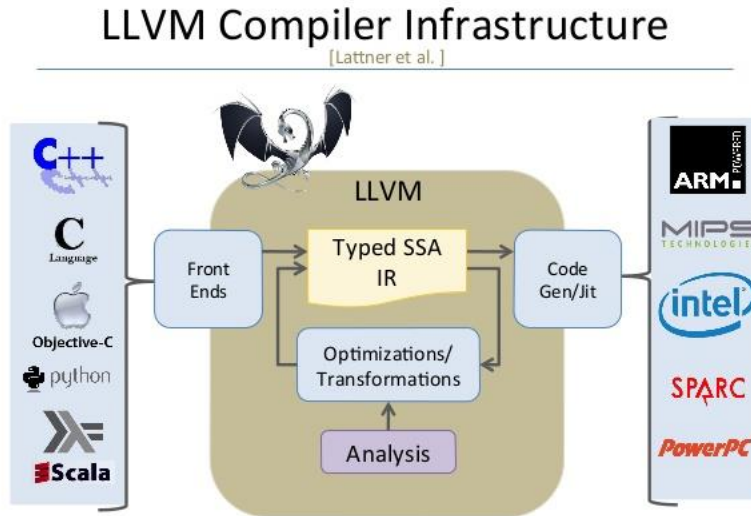 LLVM Compiler Infrastructure
[Lattner et al. ]
C++
C
Language
Objective-C
python
Scala
Front
Ends
LLVM
Typed SSA
IR
Optimizations/
Transformations
Analysis
Code
Gen/Jit
ARM
POWERED
MIPS
TECHNOLOGIES
intel
SPARC
PowerPC